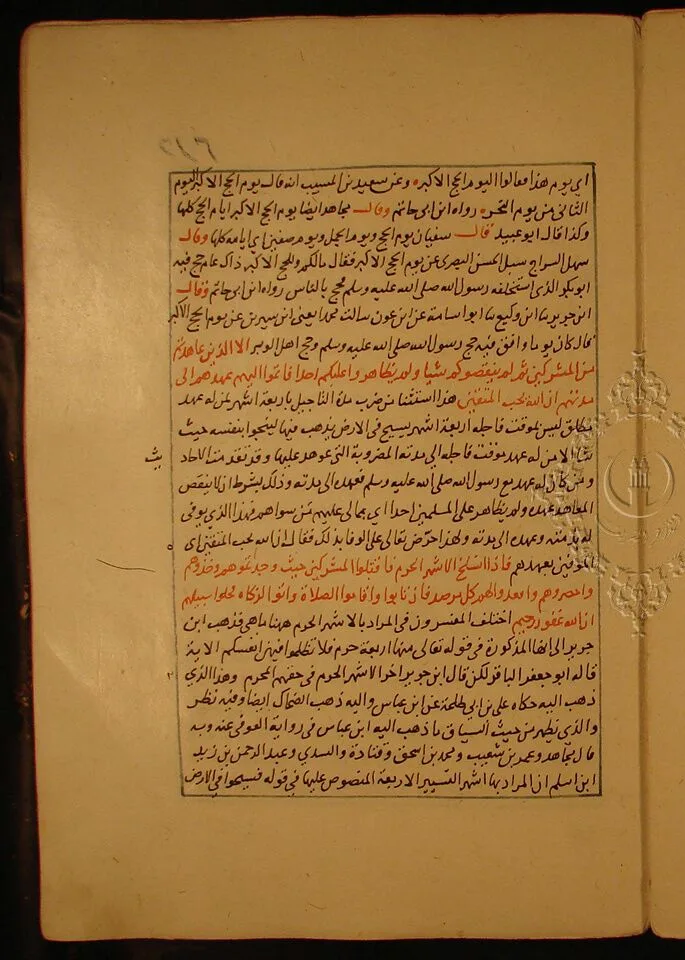 ٣١٦
اي يوم هذا فقالوا اليوم الحج الاكبر وعن سعيد بن المسيب انه قال يوم الحج الاكبر اليوم
الثاني من يوم النحر رواه ابن ابي حاتم وقال مجاهد ايضا يوم الحج الاكبر ايام الحج كلها
وكذا قال ابو عبيد قال سفيان يوم الحج ويوم الجمل ويوم صفين اي ايامه كلها وقال
سهل السراج سيل الحسن البصري عن يوم الحج الاكبر فقال مالكم وللحج الاكبر ذاك عام حج فيه
ابو بكر الذي استخلفه رسول الله صلى الله عليه وسلم فحج بالناس رواه ابن ابي حاتم وقال
ابن جرير ثنا ابن وكيع ثنا ابو اسامة عن ابن عون سالت محمدا يعني ابن سيرين عن يوم الحج الاكبر
قال كان يوما وافق فيه حج رسول الله صلى الله عليه وسلم وحج اهل الوبر الا الذين عاهدتم
من المشركين ثم لم ينقصوكم شيا ولم يظاهروا عليكم احدا فاتموا اليهم عهدهم الى
مدتهم ان الله يحب المتقين هذا استثنا من ضرب مدة التاجيل باربعة اشهر لمن له عهد
مطلق ليس بموقت فاجله اربعة اشهر يسيح في الارض يذهب فيها لينجوا بنفسه حيث
شا الا من له عهد موقت فاجله الى مدته المضروبة التي عوهد عليها وقد تقدمت الاحاد
يث
ومن كان له عهد مع رسول الله صلى الله عليه وسلم فعهده الى مدته وذلك بشرط ان لا ينقض
المعاهد عهده ولم يظاهر على المسلمين احدا اي يمالي عليهم من سواهم فهذا الذي يوفى
له بذمته وعهده الى مدته ولهذا حرض تعالى على الوفا بذلك فقال ان الله يحب المتقين اي
الموفين بعهدهم فاذا انسلخ الاشهر الحرم فاقتلوا المشركين حيث وجدتموهم وخذوهم
واحصروهم واقعدوا لهم كل مرصد فان تابوا واقاموا الصلاة واتوا الزكاه فخلوا سبيلهم
ان الله غفور رحيم اختلف المفسرون في المراد بالاشهر الحرم ههنا ما هي فذهب ابن
جرير الى انها المذكورة في قوله تعالى منها اربعة حرم فلا تظلموا فيهن انفسكم الاية
قاله ابو جعفر الباقر لكن قال ابن جرير اخر الاشهر الحرم في حقهم المحرم وهذا الذي
ذهب اليه حكاه علي بن ابي طلحة عن ابن عباس واليه ذهب الضحاك ايضا وفيه نظر
والذي يظهر من حيث السياق ما ذهب اليه ابن عباس في رواية العوفي عنه وبه
قال مجاهد وعمرو بن شعيب ومحمد بن اسحق وقتادة والسدي وعبد الرحمن بن زيد
ابن اسلم ان المراد بها اشهر التسيير الاربعة المنصوص عليها في قوله فسيحوا في الارض